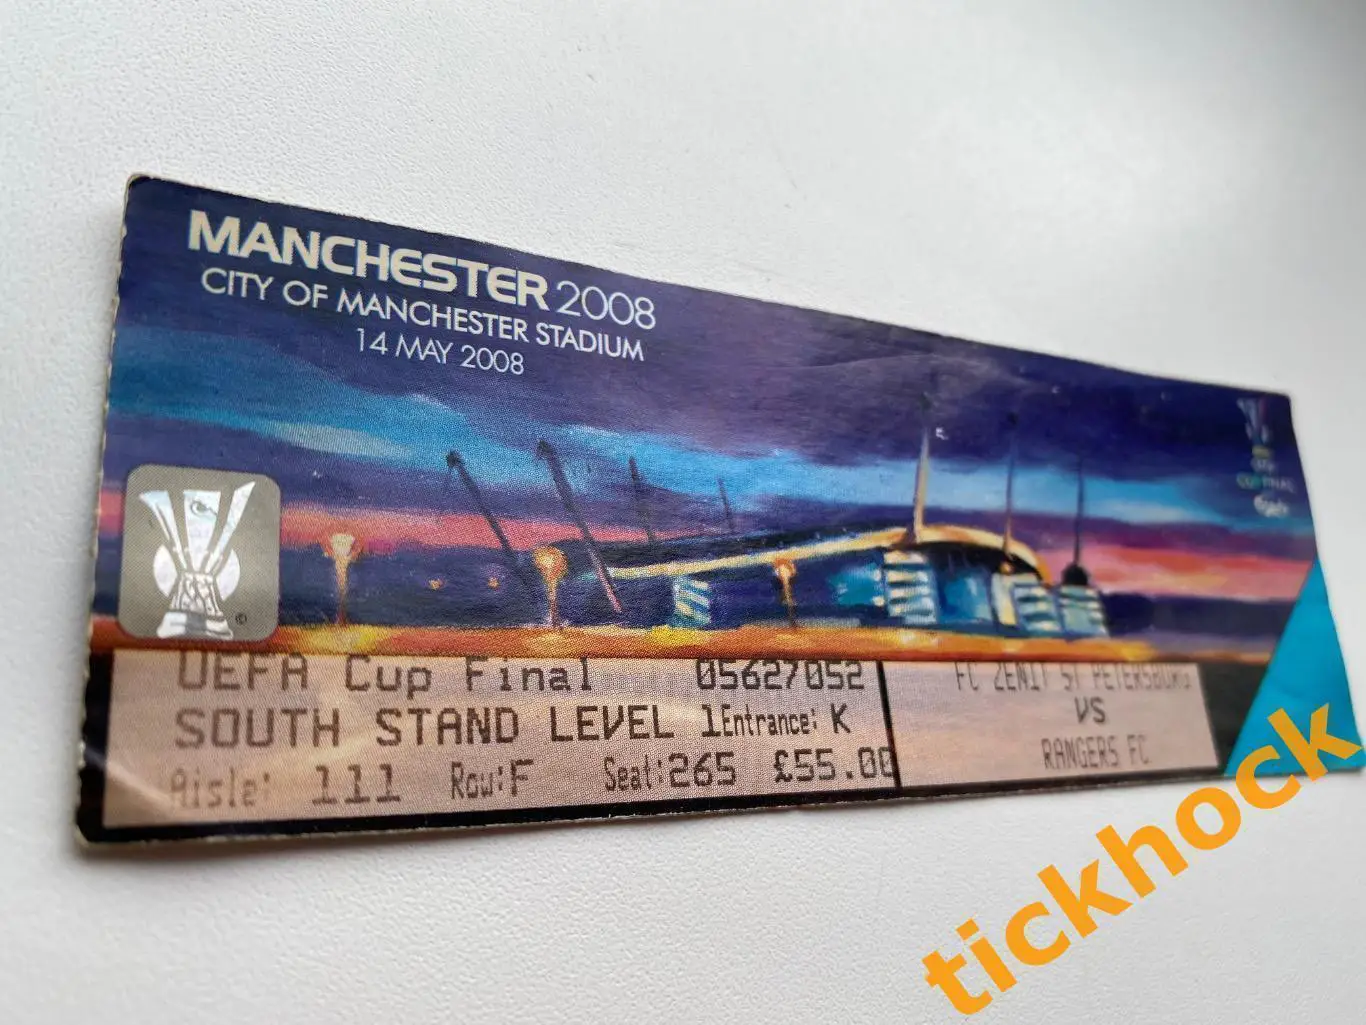 MANCHESTER 2008
CITY OF MANCHESTER STADIUM
14 MAY 2008
©
UEFA Cup Final 05627052
SOUTH STAND LEVEL 1 Entrance: K
Aisle: 111 Row:F Seat:265 £55.00
FC ZENIT ST PETERSBURG
VS
RANGERS FC
tickhock